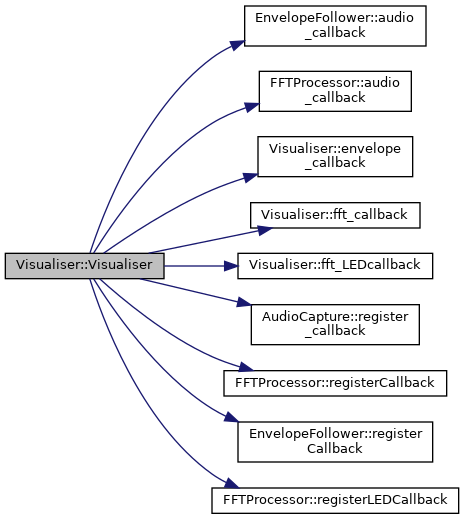 EnvelopeFollower::audio
_callback
FFTProcessor::audio
_callback
Visualiser::envelope
_callback
Visualiser::fft_callback
Visualiser::Visualiser
Visualiser::fft_LEDcallback
AudioCapture::register
_callback
FFTProcessor::registerCallback
EnvelopeFollower::register
Callback
FFTProcessor::registerLEDCallback